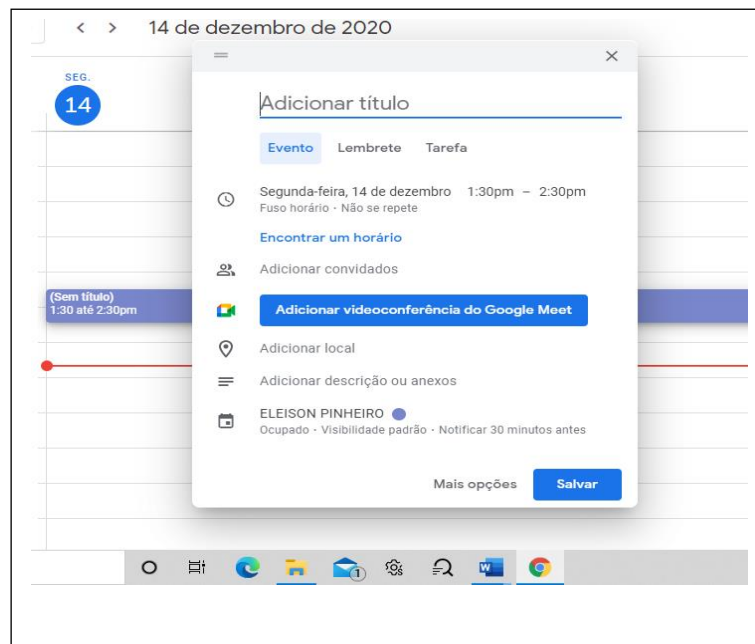 14 de dezembro de 2020
SEG.
14
Adicionar título
Evento Lembrete Tarefa
Segunda-feira, 14 de dezembro 1:30pm – 2:30pm
Fuso horário · Não se repete
Encontrar um horário
Adicionar convidados
(Sem título)
1:30 até 2:30pm
Adicionar videoconferência do Google Meet
Adicionar local
Adicionar descrição ou anexos
ELEISON PINHEIRO
Ocupado · Visibilidade padrão · Notificar 30 minutos antes
Mais opções Salvar
1
W